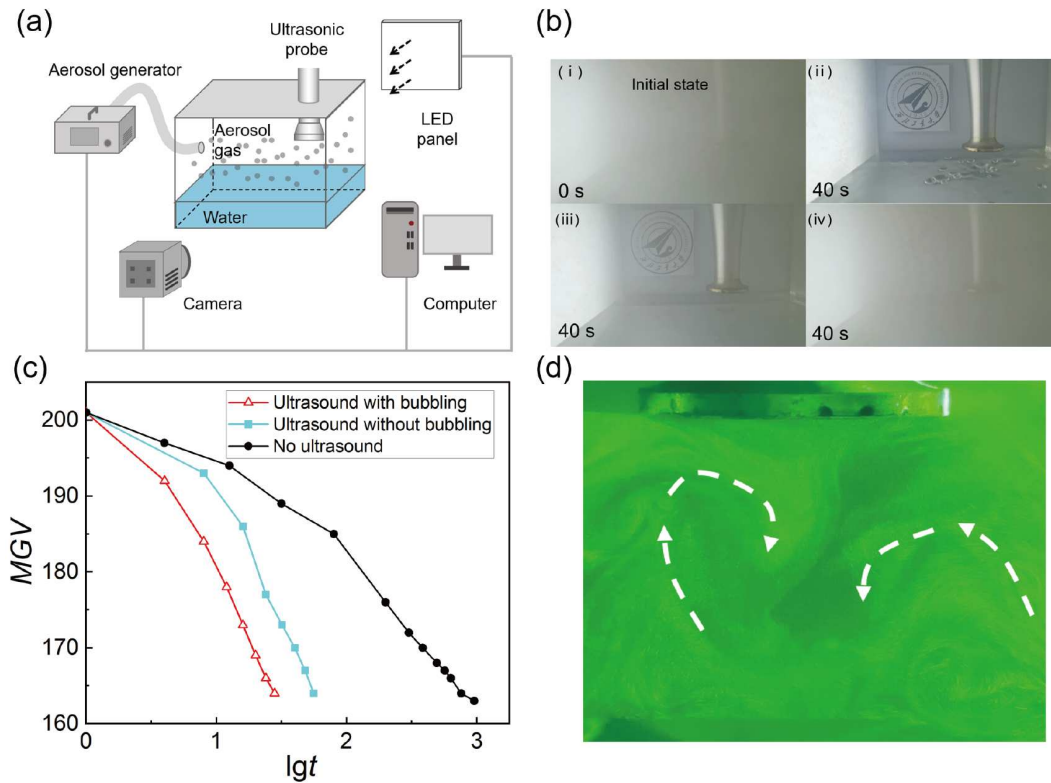 (a)
Ultrasonic
probe
Aerosol generator
LED
panel
Aerosol
gas
Water
Camera
Computer
(b)
(i)
Initial state
0 s
(ii)
40 s
(iii)
40 s
(iv)
40 s
(c)
MGV
200
190
180
170
160
0
1
2
3
lgt
Ultrasound with bubbling
Ultrasound without bubbling
No ultrasound
(d)